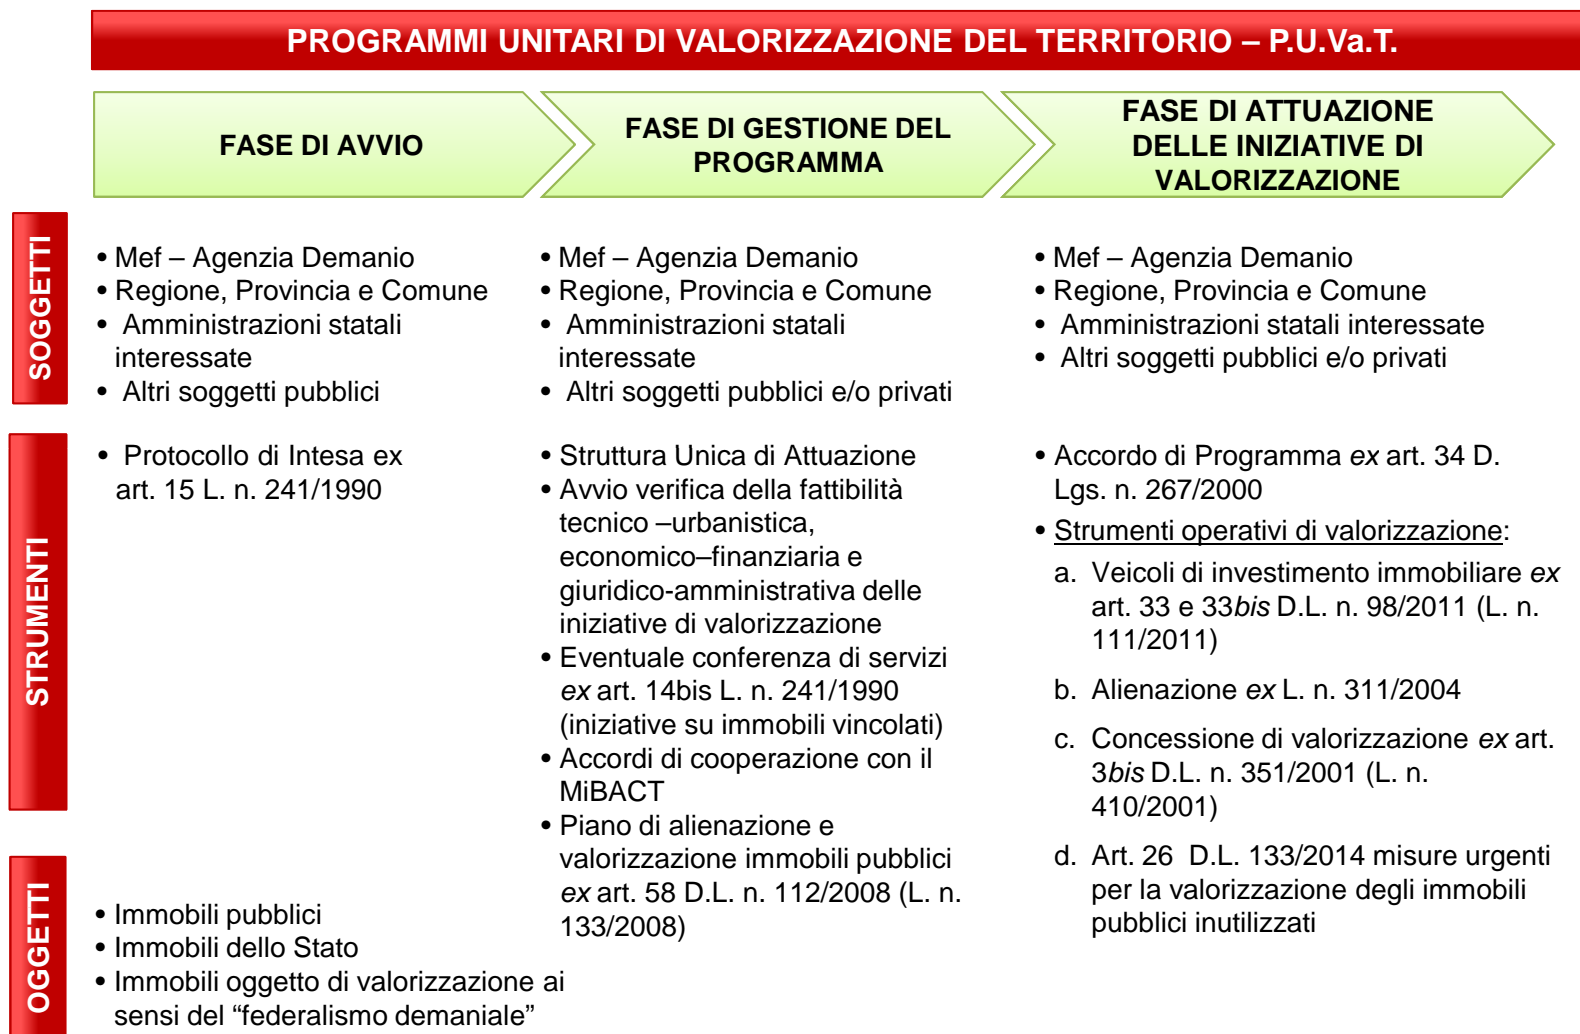 PROGRAMMI UNITARI DI VALORIZZAZIONE DEL TERRITORIO – P.U.Va.T.
FASE DI AVVIO
FASE DI GESTIONE DEL
PROGRAMMA
FASE DI ATTUAZIONE
DELLE INIZIATIVE DI
VALORIZZAZIONE
SOGGETTI
• Mef – Agenzia Demanio
• Regione, Provincia e Comune
• Amministrazioni statali
interessate
• Altri soggetti pubblici
• Mef – Agenzia Demanio
• Regione, Provincia e Comune
• Amministrazioni statali
interessate
• Altri soggetti pubblici e/o privati
• Mef – Agenzia Demanio
• Regione, Provincia e Comune
• Amministrazioni statali interessate
• Altri soggetti pubblici e/o privati
STRUMENTI
• Protocollo di Intesa ex
art. 15 L. n. 241/1990
• Struttura Unica di Attuazione
• Avvio verifica della fattibilità
tecnico –urbanistica,
economico–finanziaria e
giuridico-amministrativa delle
iniziative di valorizzazione
• Eventuale conferenza di servizi
ex art. 14bis L. n. 241/1990
(iniziative su immobili vincolati)
• Accordi di cooperazione con il
MiBACT
• Piano di alienazione e
valorizzazione immobili pubblici
ex art. 58 D.L. n. 112/2008 (L. n.
133/2008)
• Accordo di Programma ex art. 34 D.
Lgs. n. 267/2000
• Strumenti operativi di valorizzazione:
a. Veicoli di investimento immobiliare ex
art. 33 e 33bis D.L. n. 98/2011 (L. n.
111/2011)
b. Alienazione ex L. n. 311/2004
c. Concessione di valorizzazione ex art.
3bis D.L. n. 351/2001 (L. n.
410/2001)
d. Art. 26 D.L. 133/2014 misure urgenti
per la valorizzazione degli immobili
pubblici inutilizzati
OGGETTI
• Immobili pubblici
• Immobili dello Stato
• Immobili oggetto di valorizzazione ai
sensi del “federalismo demaniale”